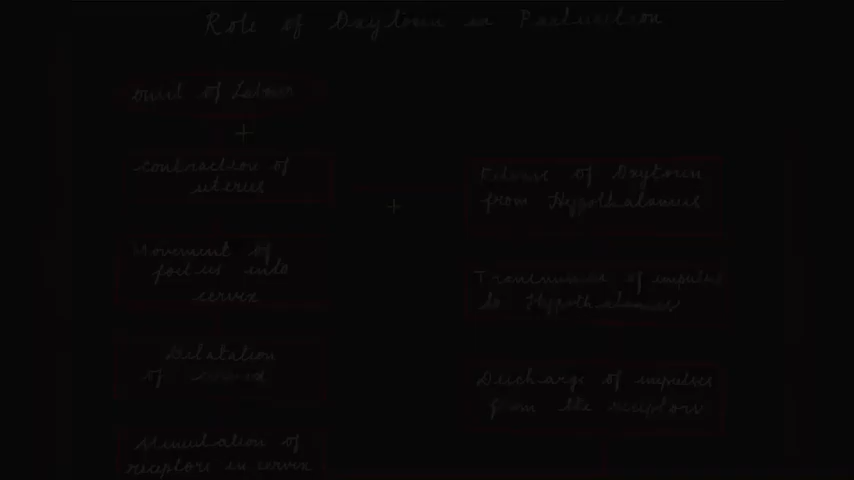 Role of Oxytocin in Parturition
Onset of Labour
+
Contraction of
uterus
Release of Oxytocin
from Hypothalamus
+
Movement of
foetus into
cervix
Transmission of impulses
to Hypothalamus
Dilatation
of cervix
Discharge of impulses
from the receptors
Stimulation of
receptors in cervix